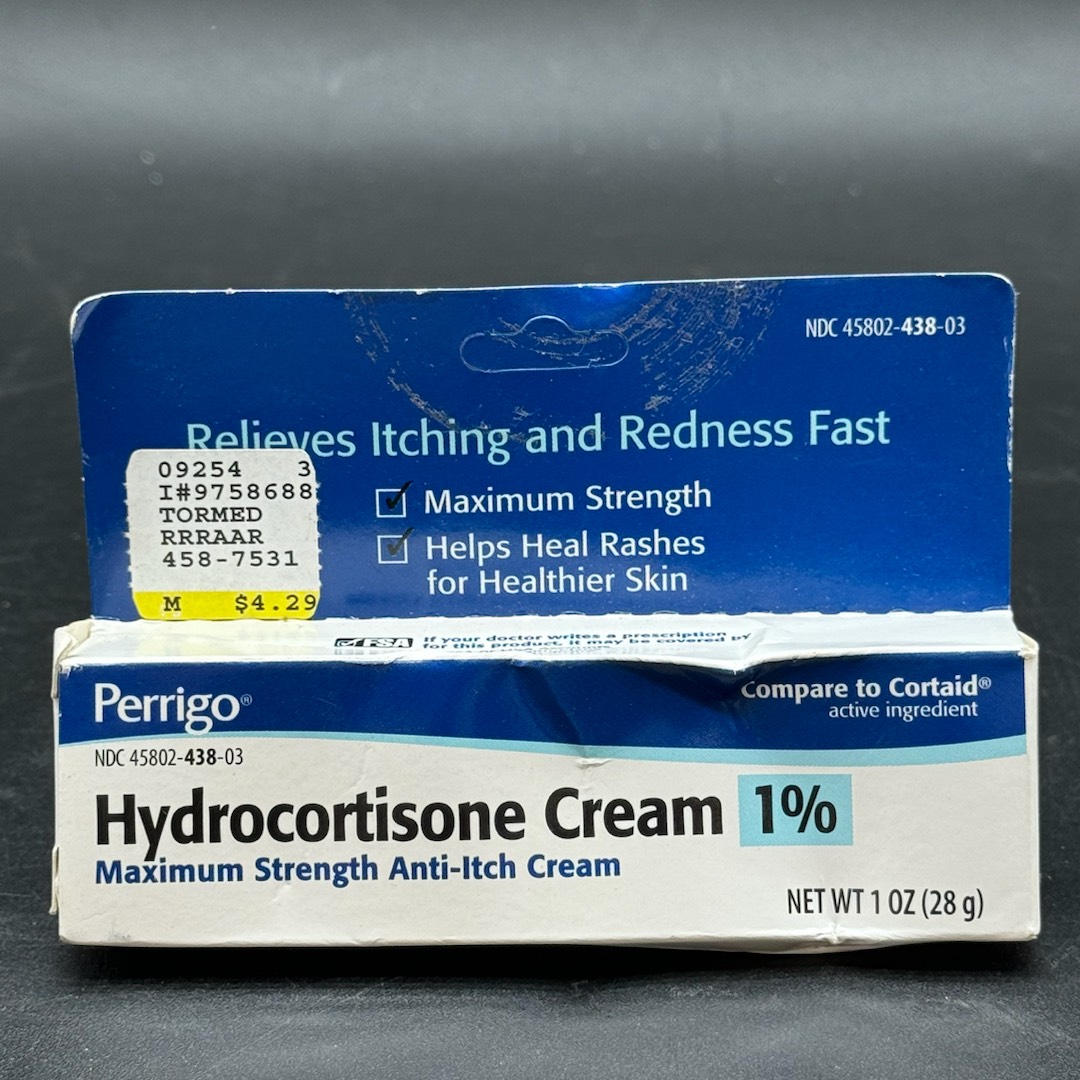 NDC 45802-438-03
Relieves Itching and Redness Fast
Maximum Strength
Helps Heal Rashes
for Healthier Skin
09254 3
I#9758688
TORMED
RRRAAR
458-7531
M $4.29
FSA
If your doctor writes a prescription
for this product, it may be covered by
Perrigo®
Compare to Cortaid®
active ingredient
NDC 45802-438-03
Hydrocortisone Cream 1%
Maximum Strength Anti-Itch Cream
NET WT 1 OZ (28 g)